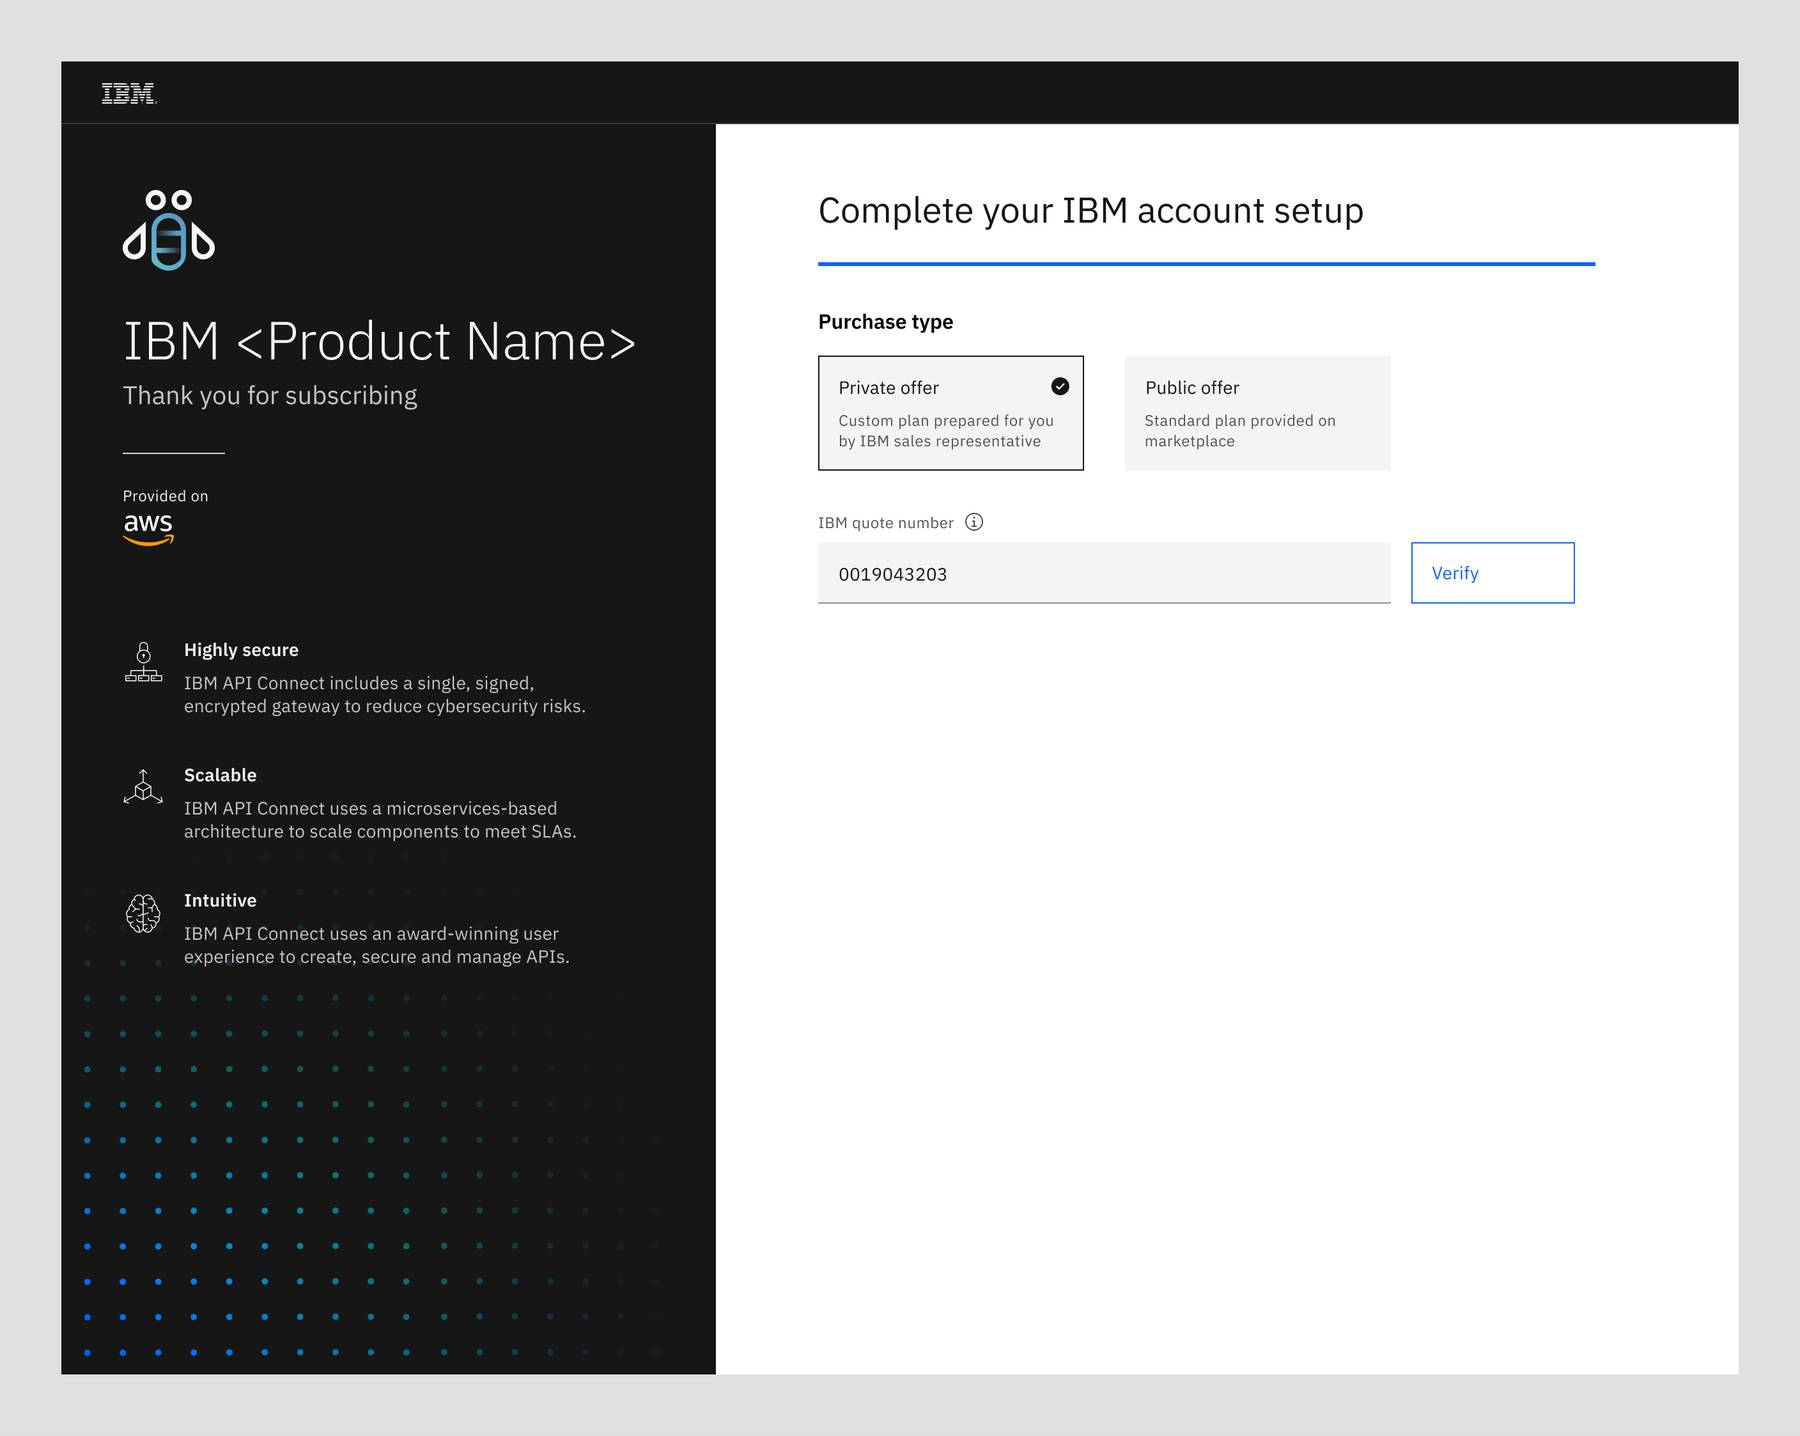 IBM
IBM <Product Name>
Thank you for subscribing
Provided on
aws
Highly secure
IBM API Connect includes a single, signed,
encrypted gateway to reduce cybersecurity risks.
Scalable
IBM API Connect uses a microservices-based
architecture to scale components to meet SLAs.
Intuitive
IBM API Connect uses an award-winning user
experience to create, secure and manage APIs.
Complete your IBM account setup
Purchase type
Private offer
Custom plan prepared for you
by IBM sales representative
Public offer
Standard plan provided on
marketplace
IBM quote number
0019043203
Verify